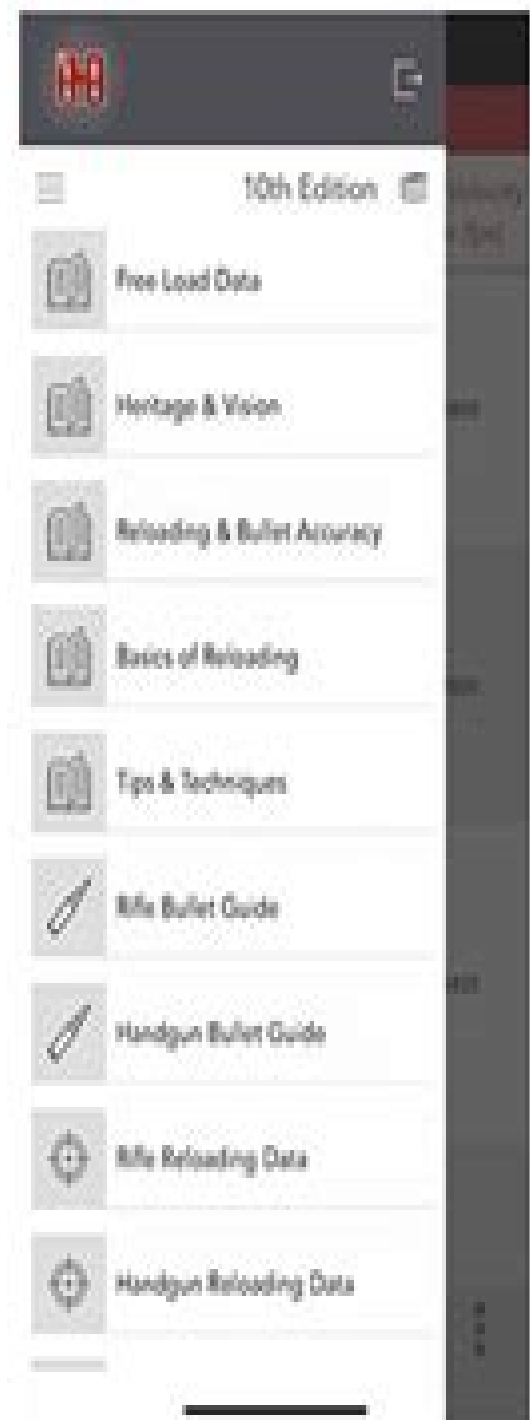 10th Edition
Free Load Data
Heritage & Vision
Reloading & Bullet Accuracy
Basics of Reloading
Tips & Techniques
Rifle Bullet Guide
Handgun Bullet Guide
Rifle Reloading Data
Handgun Reloading Data